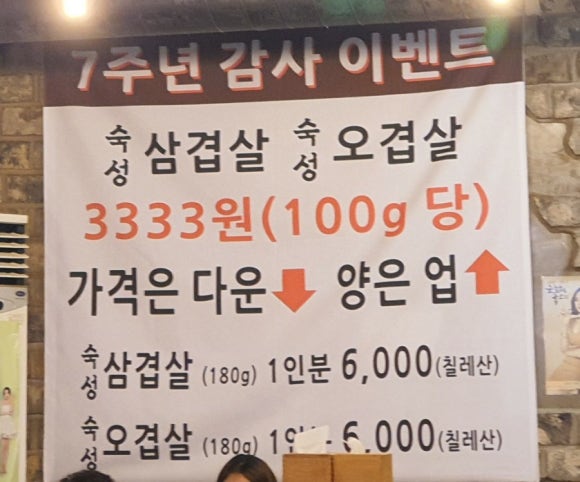 7주년 감사 이벤트
숙성 삼겹살 숙성 오겹살
3333원(100g 당)
가격은 다운 양은 업
숙성 삼겹살 (180g) 1인분 6,000(칠레산)
숙성 오겹살 (180g) 6,000(칠레산)